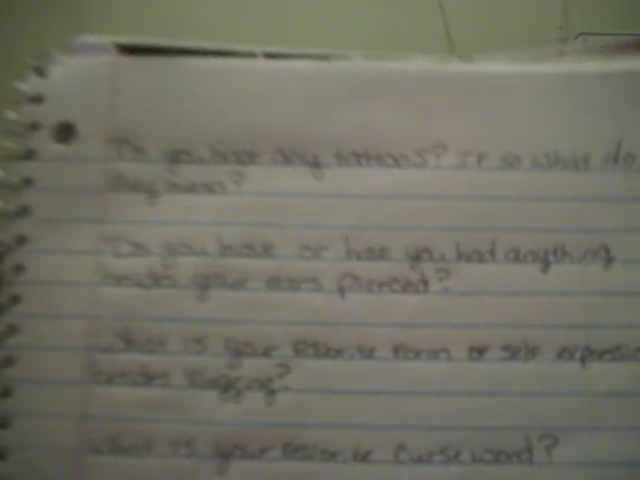 Do you have any tattoos? If so what do
they mean?
Do you have or have you had anything
besides your ears pierced?
What is your favorite form of self expression
besides
What is your favorite curse word?